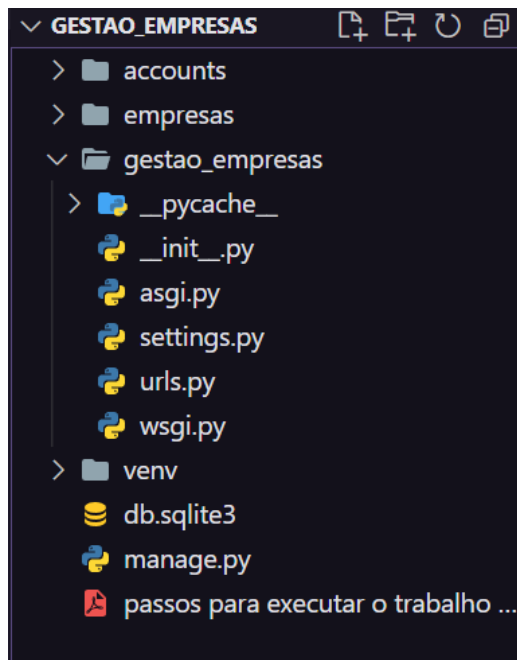 GESTAO_EMPRESAS
accounts
empresas
gestao_empresas
__pycache__
__init__.py
asgi.py
settings.py
urls.py
wsgi.py
venv
db.sqlite3
manage.py
passos para executar o trabalho ...